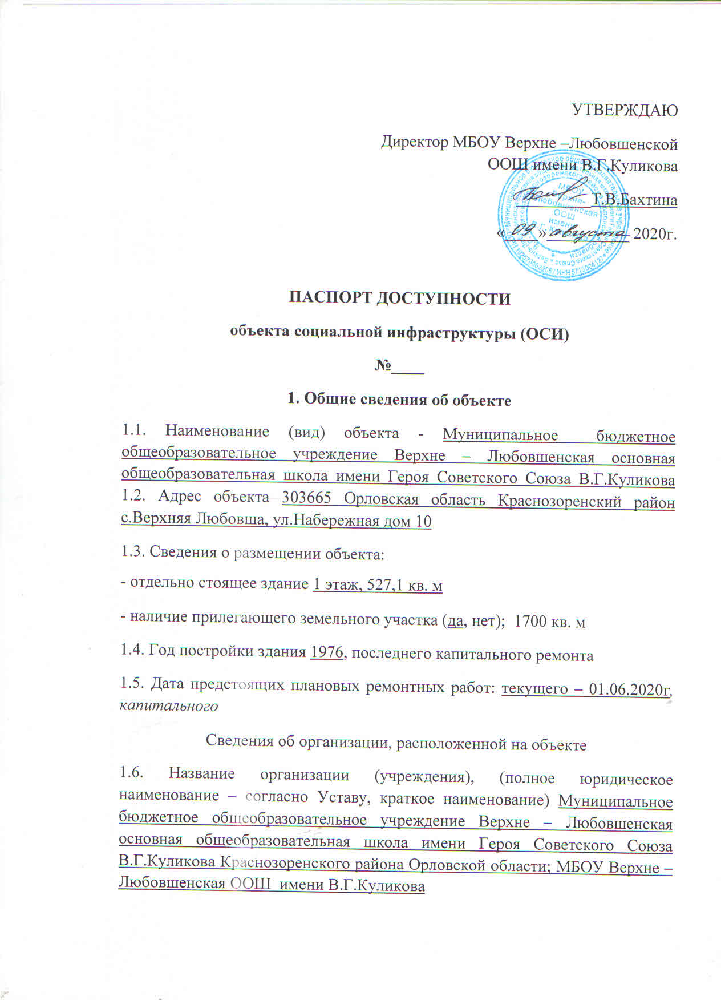 УТВЕРЖДАЮ
Директор МБОУ Верхне –Любовшенской
ООШ имени В.Г.Куликова
Т.В.Бахтина
«09» августа 2020г.
МБОУ
Верхне-
Любовшенская
ООШ
имени
В.Г.
ИНН 5713004127
ПАСПОРТ ДОСТУПНОСТИ
объекта социальной инфраструктуры (ОСИ)
№____
1. Общие сведения об объекте
1.1. Наименование (вид) объекта - Муниципальное бюджетное
общеобразовательное учреждение Верхне – Любовшенская основная
общеобразовательная школа имени Героя Советского Союза В.Г.Куликова
1.2. Адрес объекта 303665 Орловская область Краснозоренский район
с.Верхняя Любовша, ул.Набережная дом 10
1.3. Сведения о размещении объекта:
- отдельно стоящее здание 1 этаж, 527,1 кв. м
- наличие прилегающего земельного участка (да, нет); 1700 кв. м
1.4. Год постройки здания 1976, последнего капитального ремонта
1.5. Дата предстоящих плановых ремонтных работ: текущего – 01.06.2020г,
капитального
Сведения об организации, расположенной на объекте
1.6. Название организации (учреждения), (полное юридическое
наименование – согласно Уставу, краткое наименование) Муниципальное
бюджетное общеобразовательное учреждение Верхне – Любовшенская
основная общеобразовательная школа имени Героя Советского Союза
В.Г.Куликова Краснозоренского района Орловской области; МБОУ Верхне –
Любовшенская ООШ имени В.Г.Куликова